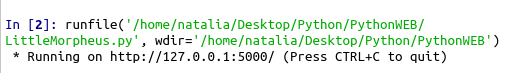 In [2]: runfile('/home/natalia/Desktop/Python/PythonWEB/
LittleMorpheus.py', wdir='/home/natalia/Desktop/Python/PythonWEB')
 * Running on http://127.0.0.1:5000/ (Press CTRL+C to quit)